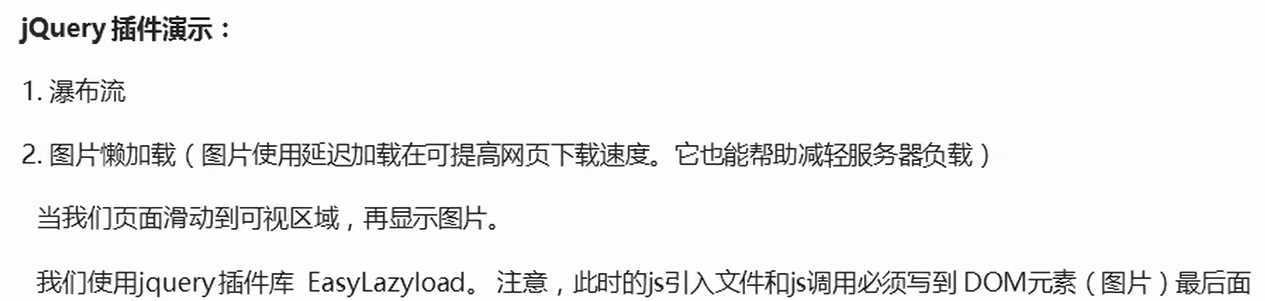 jQuery 插件演示：
1. 瀑布流
2. 图片懒加载（图片使用延迟加载在可提高网页下载速度。它也能帮助减轻服务器负载）
当我们页面滑动到可视区域，再显示图片。
我们使用jquery插件库 EasyLazyload。 注意，此时的js引入文件和js调用必须写到 DOM元素（图片）最后面